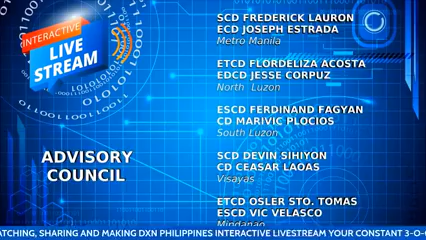 INTERACTIVE
LIVE
STREAM
ADVISORY
COUNCIL
SCD FREDERICK LAURON
ECD JOSEPH ESTRADA
Metro Manila
ETCD FLORDELIZA ACOSTA
EDCD JESSE CORPUZ
North Luzon
ESCD FERDINAND FAGYAN
CD MARIVIC PLOCIOS
South Luzon
SCD DEVIN SIHIYON
CD CEASAR LAOAS
Visayas
ETCD OSLER STO. TOMAS
ESCD VIC VELASCO
Mindanao
ATCHING, SHARING AND MAKING DXN PHILIPPINES INTERACTIVE LIVESTREAM YOUR CONSTANT 3-O-